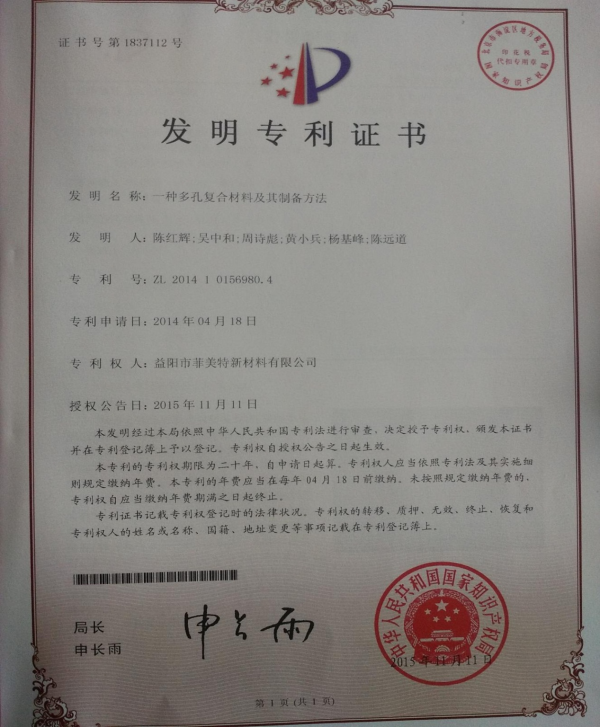 证书号第1837112号
印花税
代扣专用章
国家知识产权局
发明专利证书
发 明 名 称:一种多孔复合材料及其制备方法
发 明 人:陈红辉;吴中和;周诗彪;黄小兵;杨基峰;陈远道
专 利 号:ZL 2014 1 0156980.4
专利申请日:2014年04月18日
专 利 权 人:益阳市菲美特新材料有限公司
授权公告日:2015年11月11日
本发明经过本局依照中华人民共和国专利法进行审查,决定授予专利权,颁发本证书
并在专利登记簿上予以登记。专利权自授权公告之日起生效。
本专利的专利权期限为二十年,自申请日起算。专利权人应当依照专利法及其实施细
则规定缴纳年费。本专利的年费应当在每年04月18日前缴纳。未按照规定缴纳年费的,
专利权自应当缴纳年费期满之日起终止。
专利证书记载专利权登记时的法律状况。专利权的转移、质押、无效、终止、恢复和
专利权人的姓名或名称、国籍、地址变更等事项记载在专利登记簿上。
局长
申长雨
申长雨
中华人民共和国国家知识产权局
2015年11月11日
第1页(共1页)